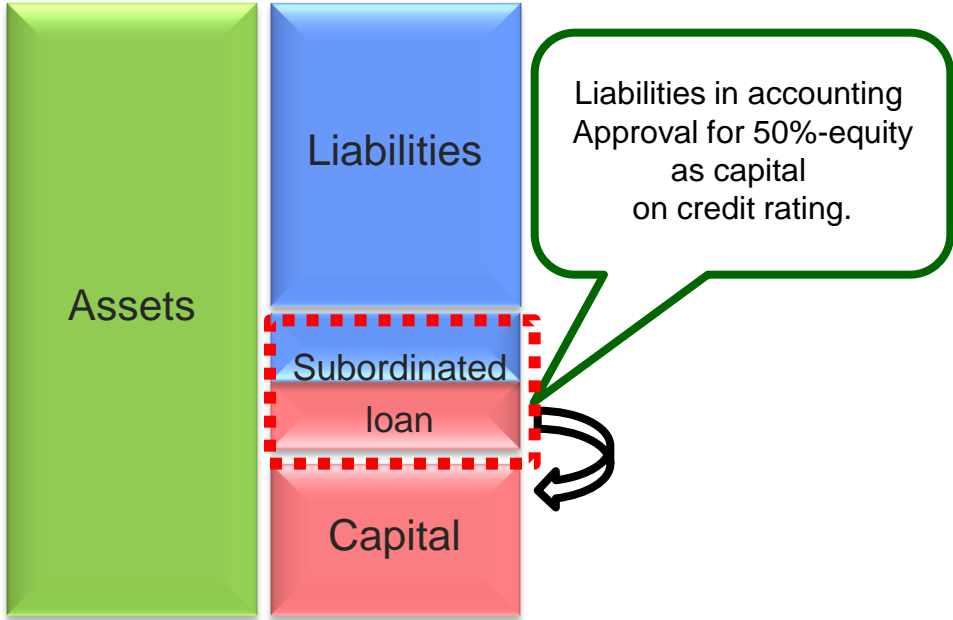 Assets
Liabilities
Subordinated
loan
Capital
Liabilities in accounting
Approval for 50%-equity
as capital
on credit rating.